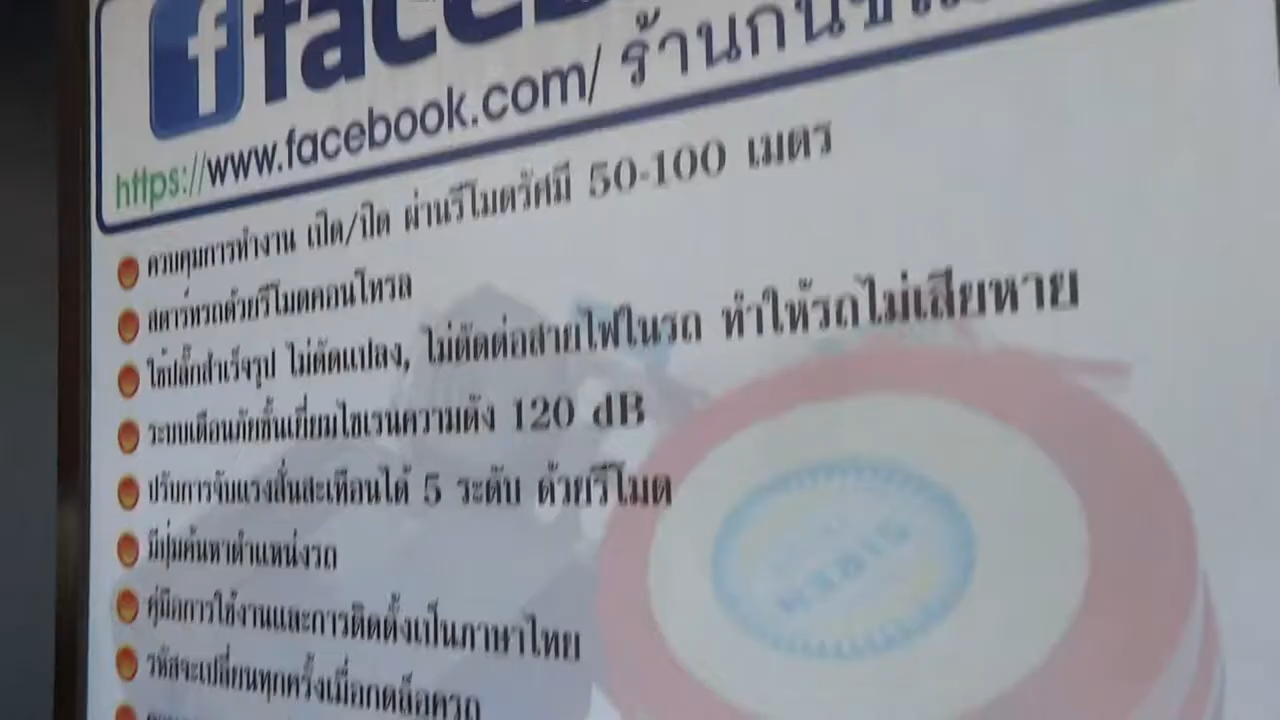 https://www.facebook.com/ ร้านกันขโมย
ควบคุมการทำงาน เปิด/ปิด ผ่านรีโมตรัศมี 50-100 เมตร
สตาร์ทรถด้วยรีโมตคอนโทรล
ใช้ปลั๊กสำเร็จรูป ไม่ดัดแปลง, ไม่ตัดต่อสายไฟในรถ ทำให้รถไม่เสียหาย
ระบบเตือนภัยชั้นเยี่ยมไซเรนความดัง 120 dB
ปรับการจับแรงสั่นสะเทือนได้ 5 ระดับ ด้วยรีโมต
มีปุ่มค้นหาตำแหน่งรถ
คู่มือการใช้งานและการติดตั้งเป็นภาษาไทย
รหัสจะเปลี่ยนทุกครั้งเมื่อกดล็อครถ